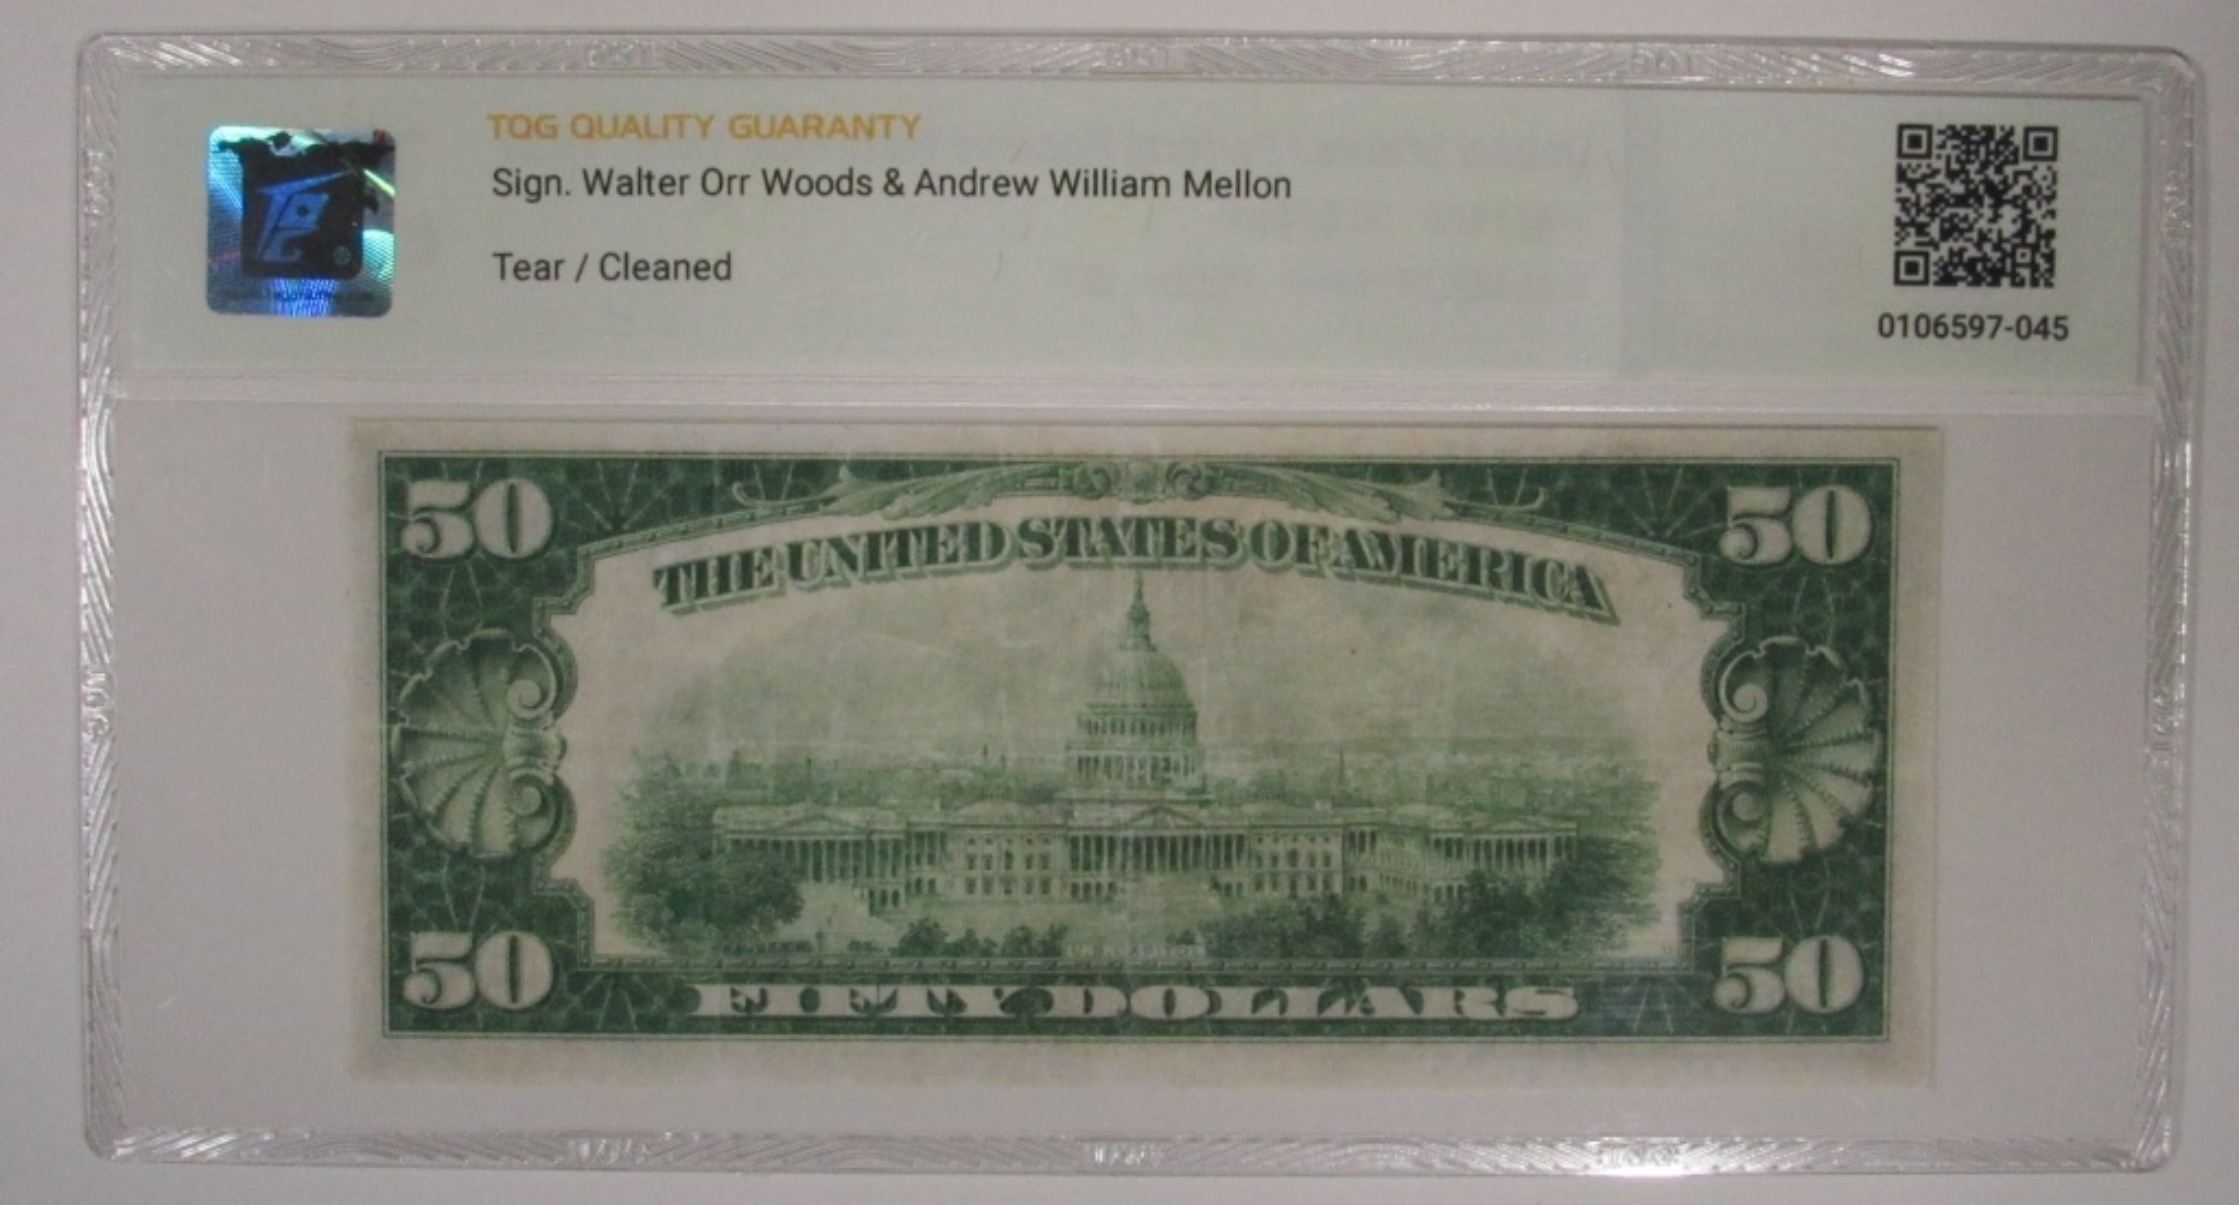 TQG QUALITY GUARANTY
Sign. Walter Orr Woods & Andrew William Mellon
Tear / Cleaned
0106597-045
50
50
THE UNITED STATES OF AMERICA
50
50
FIFTY DOLLARS